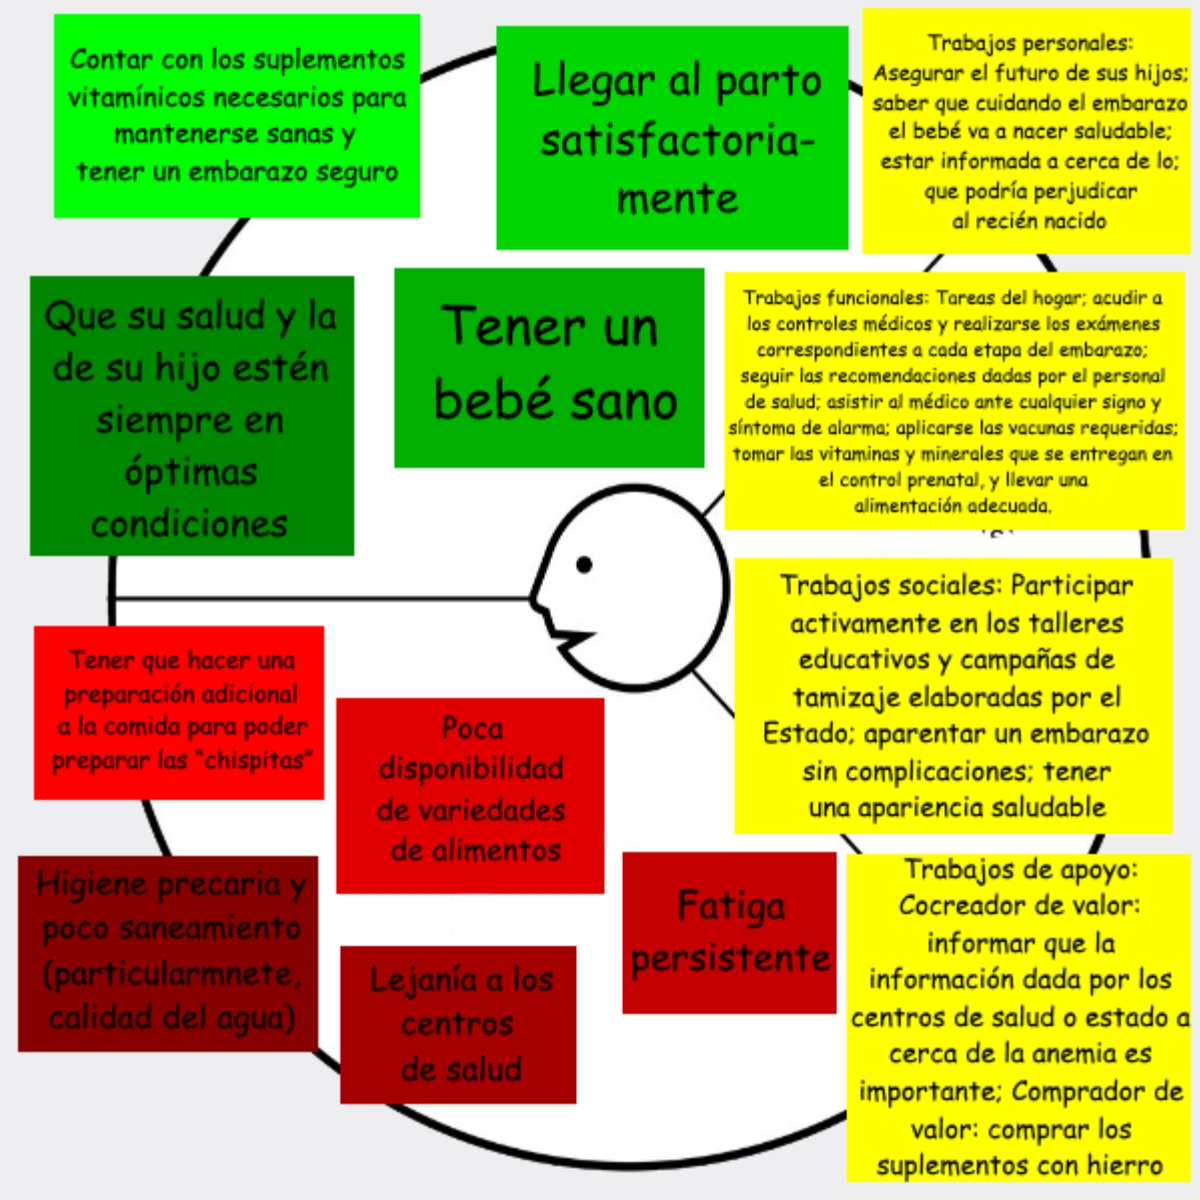 Contar con los suplementos
vitamínicos necesarios para
mantenerse sanas y
tener un embarazo seguro
Llegar al parto
satisfactoria-
mente
Trabajos personales:
Asegurar el futuro de sus hijos;
saber que cuidando el embarazo
el bebé va a nacer saludable;
estar informada a cerca de lo;
que podría perjudicar
al recién nacido
Que su salud y la
de su hijo estén
siempre en
óptimas
condiciones
Tener un
bebé sano
Trabajos funcionales: Tareas del hogar; acudir a
los controles médicos y realizarse los exámenes
correspondientes a cada etapa del embarazo;
seguir las recomendaciones dadas por el personal
de salud; asistir al médico ante cualquier signo y
síntoma de alarma; aplicarse las vacunas requeridas;
tomar las vitaminas y minerales que se entregan en
el control prenatal, y llevar una
alimentación adecuada.
Trabajos sociales: Participar
activamente en los talleres
educativos y campañas de
tamizaje elaboradas por el
Estado; aparentar un embarazo
sin complicaciones; tener
una apariencia saludable
Tener que hacer una
preparación adicional
a la comida para poder
preparar las “chispitas”
Poca
disponibilidad
de variedades
de alimentos
Higiene precaria y
poco saneamiento
(particularmnete,
calidad del agua)
Lejanía a los
centros
de salud
Fatiga
persistente
Trabajos de apoyo:
Cocreador de valor:
informar que la
información dada por los
centros de salud o estado a
cerca de la anemia es
importante; Comprador de
valor: comprar los
suplementos con hierro